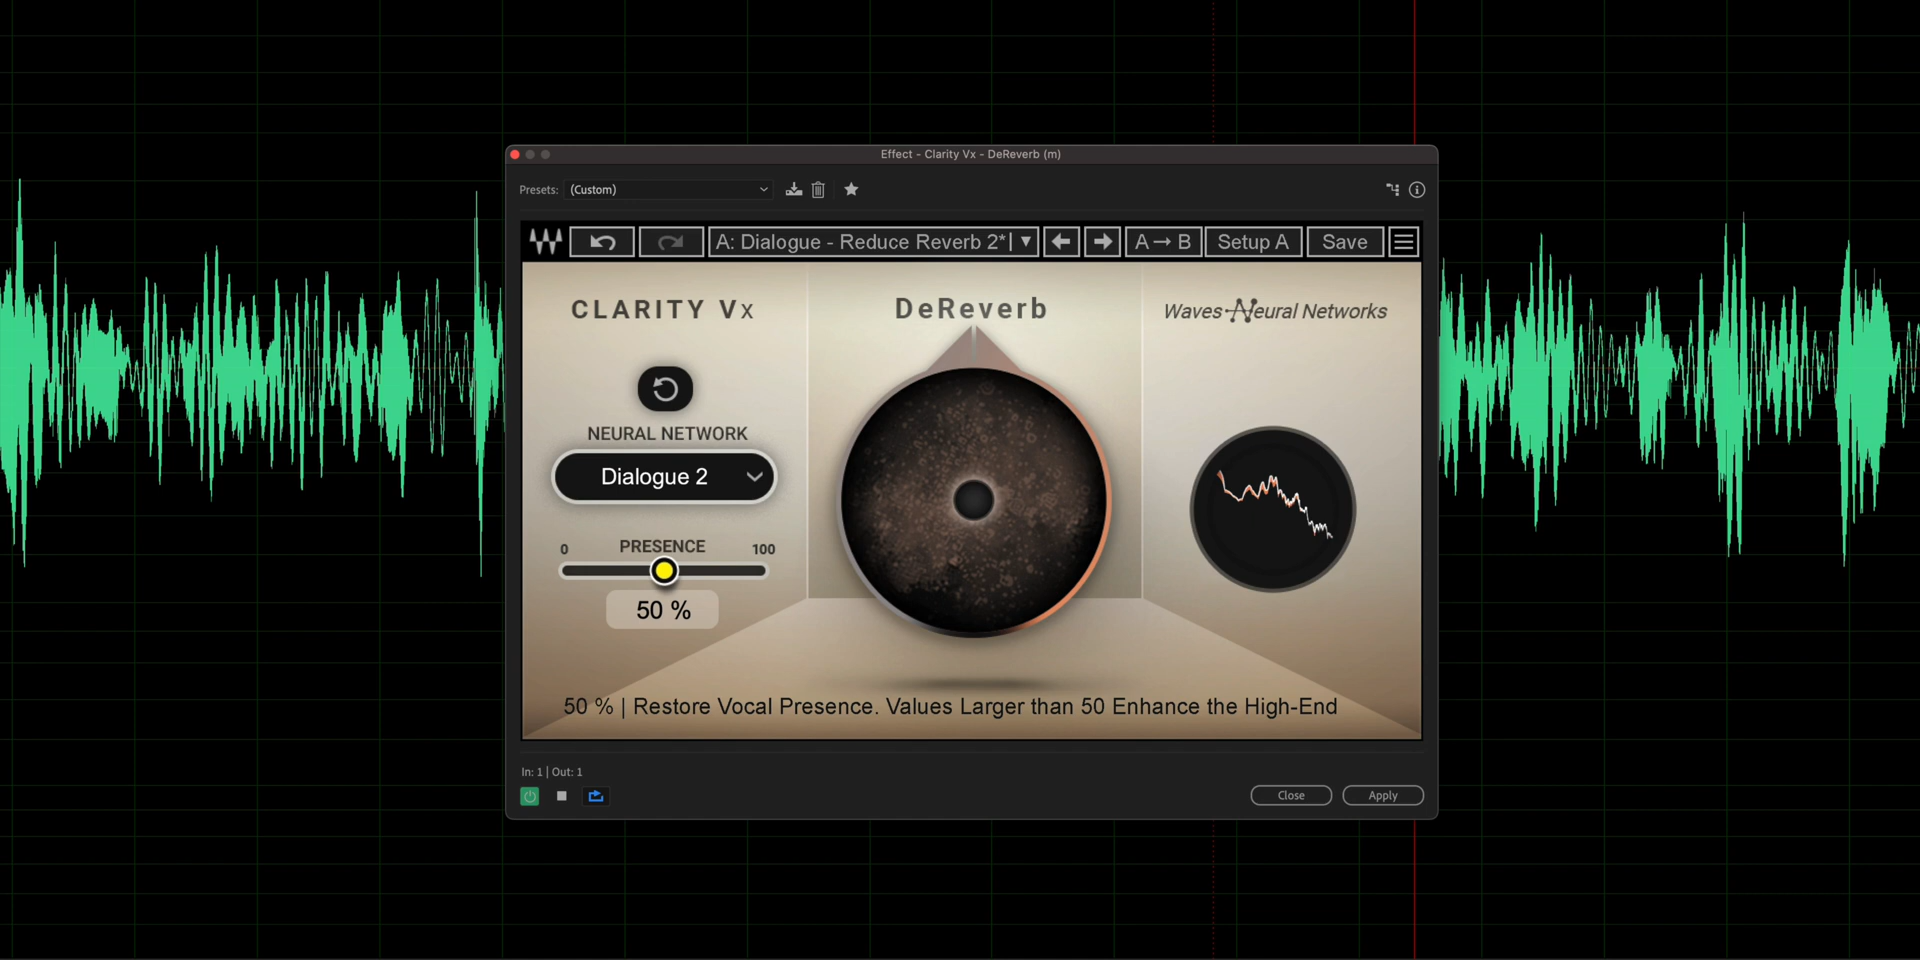 Effect - Clarity Vx - DeReverb (m)
Presets: (Custom)
A: Dialogue - Reduce Reverb 2*| A → B Setup A Save
CLARITY Vx
DeReverb
Waves Neural Networks
NEURAL NETWORK
Dialogue 2
0 PRESENCE 100
50 %
50 % | Restore Vocal Presence. Values Larger than 50 Enhance the High-End
In: 1 | Out: 1
Close Apply